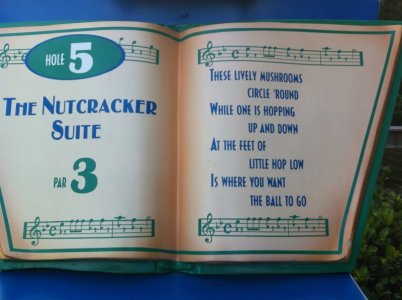 HOLE 5
THE NUTCRACKER
SUITE
PAR 3
THESE LIVELY MUSHROOMS
CIRCLE 'ROUND
WHILE ONE IS HOPPING
UP AND DOWN
AT THE FEET OF
LITTLE HOP LOW
IS WHERE YOU WANT
THE BALL TO GO